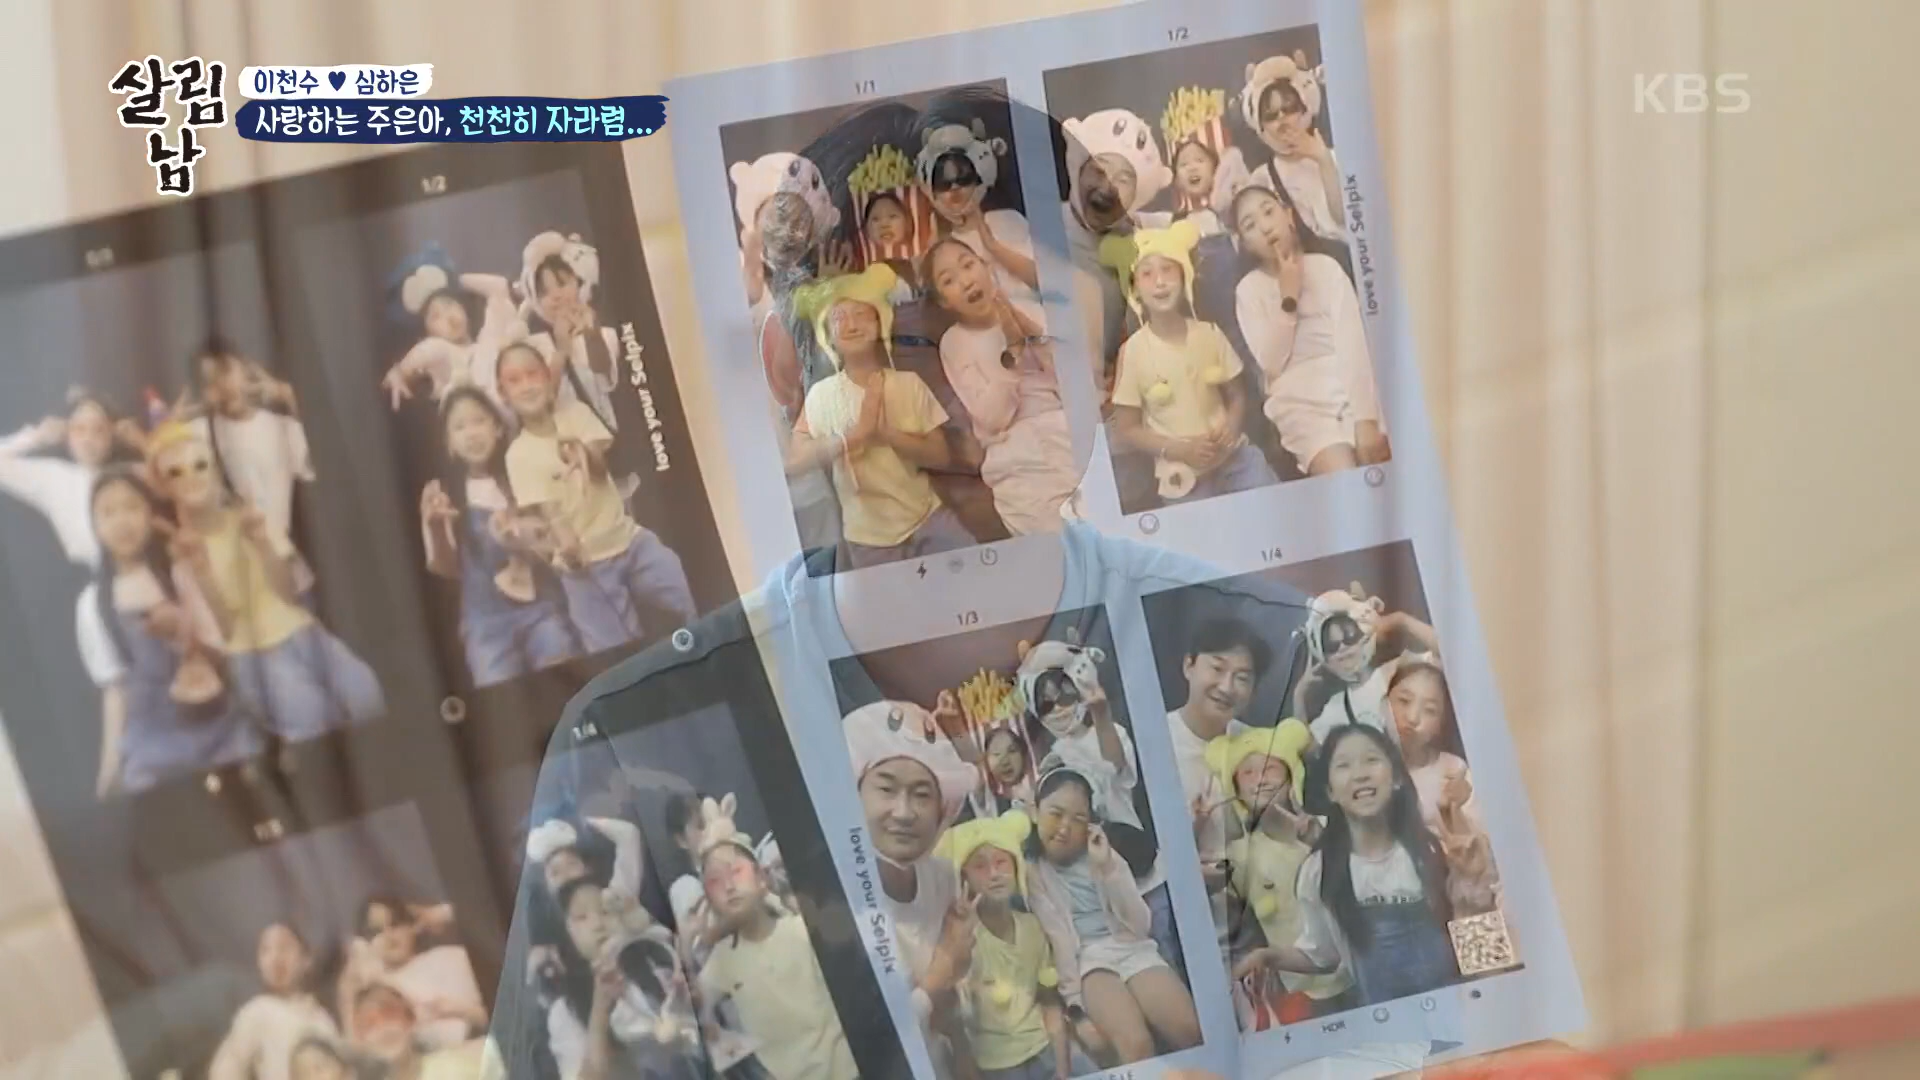 살림
남
이천수 ♥ 심하은
사랑하는 주은아, 천천히 자라렴...
KBS
1/1
1/2
love your Selpix
1/2
love your Selpix
1/3
1/4
love your Selpix
HDR
1/4